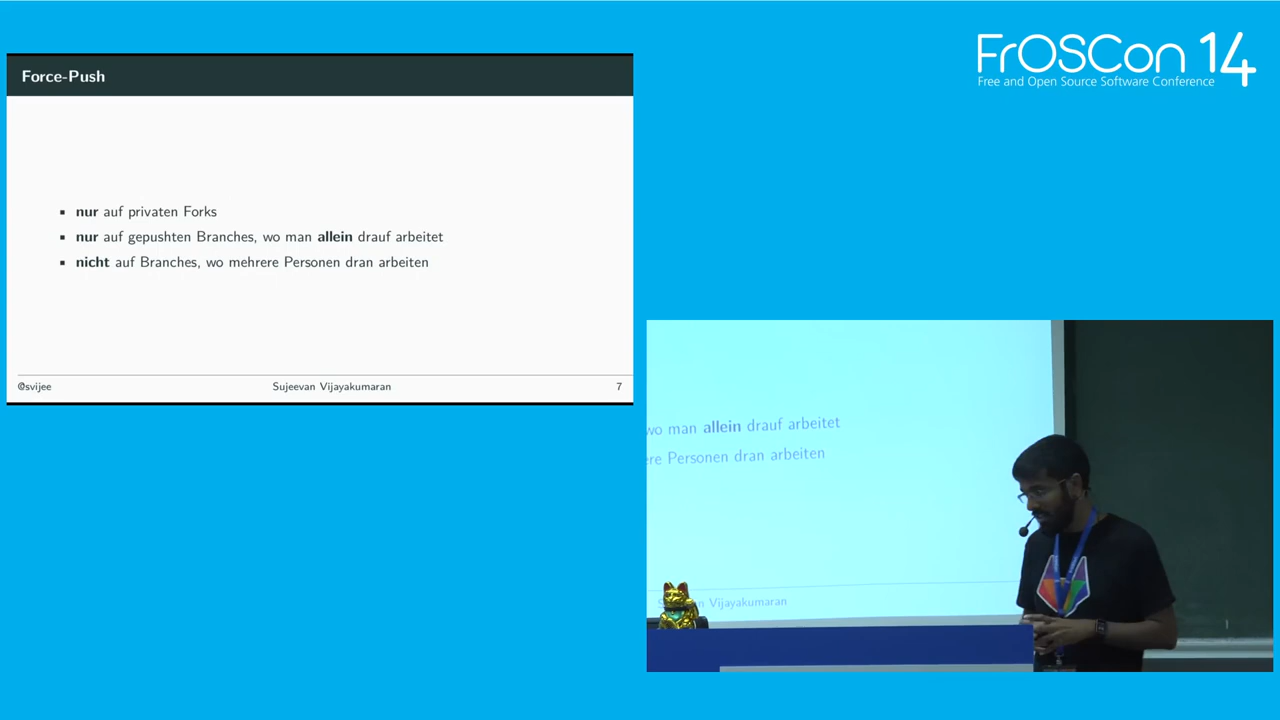 FrOSCon 14
Free and Open Source Software Conference
Force-Push
nur auf privaten Forks
nur auf gepushten Branches, wo man allein drauf arbeitet
nicht auf Branches, wo mehrere Personen dran arbeiten
@svijee
Sujeevan Vijayakumaran
7
wo man allein drauf arbeitet
ere Personen dran arbeiten
Vijayakumaran